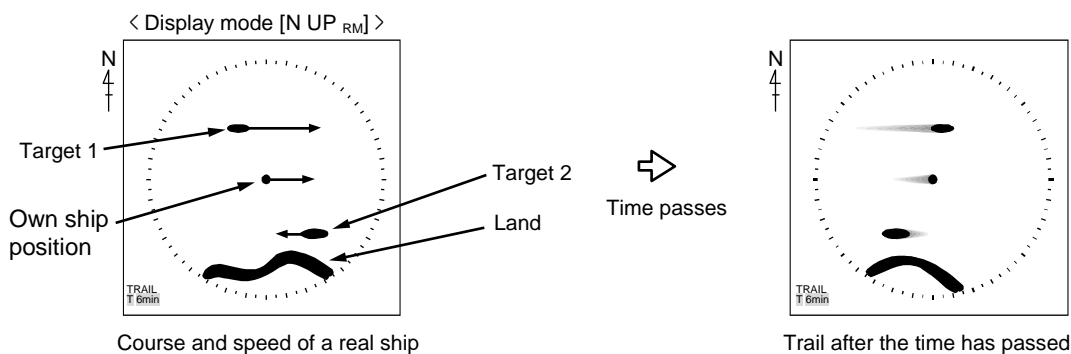 < Display mode [N UP RM] >
N
Target 1
Own ship
position
Target 2
Land
TRAIL
T 6min
Course and speed of a real ship
Time passes
N
TRAIL
T 6min
Trail after the time has passed